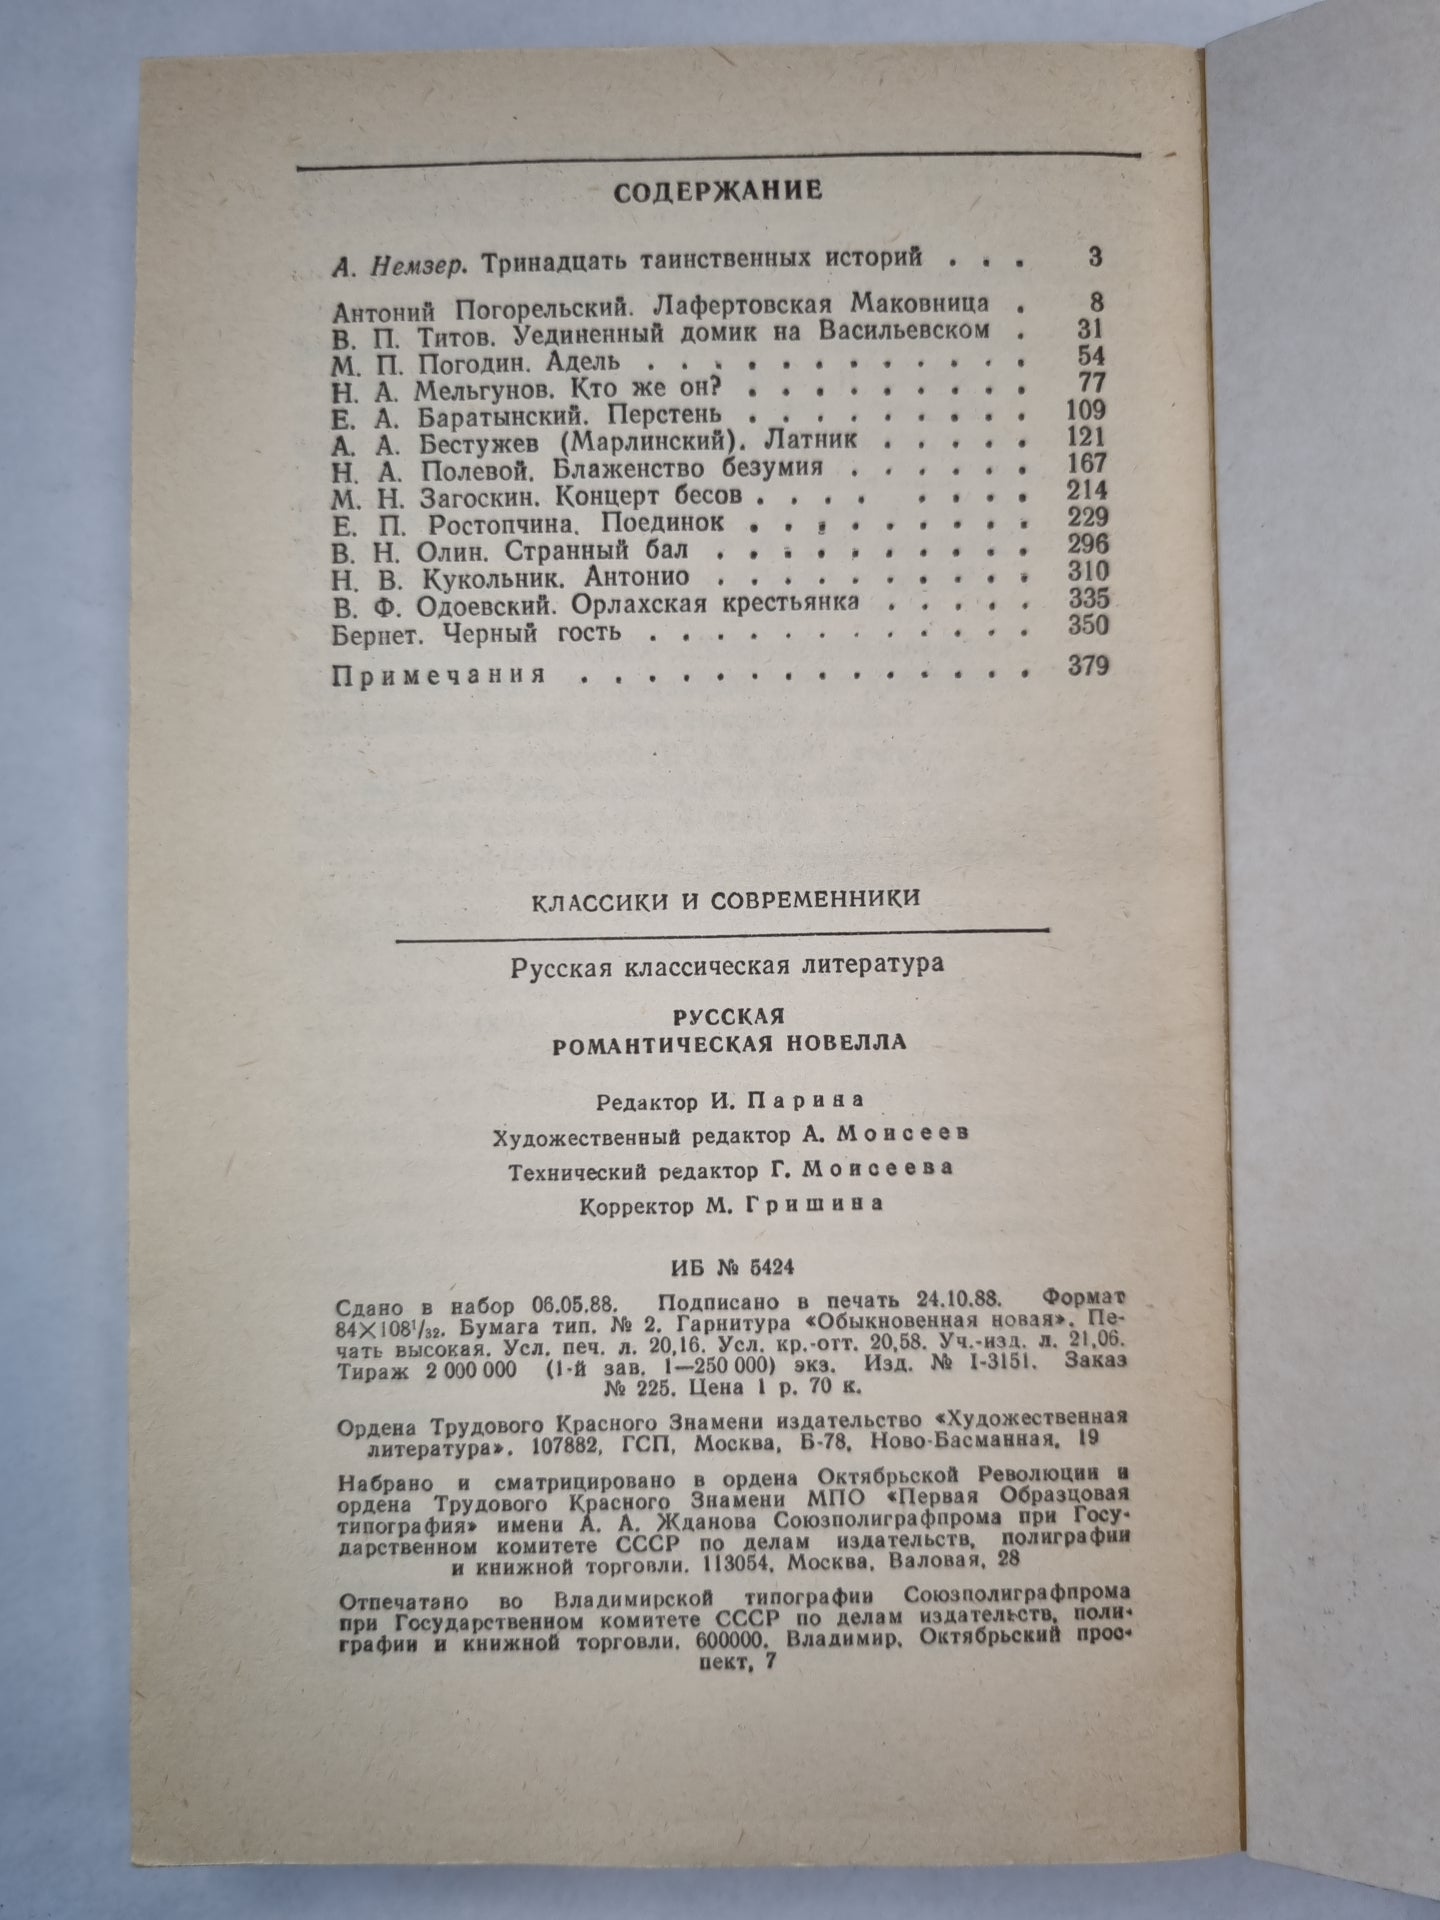 СОДЕРЖАНИЕ
А. Немзер. Тринадцать таинственных историй . . . 3
Антоний Погорельский. Лафертовская Маковница . 8
В. П. Титов. Уединенный домик на Васильевском . 31
М. П. Погодин. Адель . . . . . . . . . . . . 54
Н. А. Мельгунов. Кто же он? . . . . . . . . . 77
Е. А. Баратынский. Перстень . . . . . . . . . 109
А. А. Бестужев (Марлинский). Латник . . . . . 121
Н. А. Полевой. Блаженство безумия . . . . . . 167
М. Н. Загоскин. Концерт бесов . . . . . . . . 214
Е. П. Ростопчина. Поединок . . . . . . . . . 229
В. Н. Олин. Странный бал . . . . . . . . . . 296
Н. В. Кукольник. Антонио . . . . . . . . . . 310
В. Ф. Одоевский. Орлахская крестьянка . . . . . 335
Бернет. Черный гость . . . . . . . . . . . . 350
Примечания . . . . . . . . . . . . . . 379
КЛАССИКИ И СОВРЕМЕННИКИ
Русская классическая литература
РУССКАЯ
РОМАНТИЧЕСКАЯ НОВЕЛЛА
Редактор И. Парина
Художественный редактор А. Моисеев
Технический редактор Г. Моисеева
Корректор М. Гришина
ИБ № 5424
Сдано в набор 06.05.88. Подписано в печать 24.10.88. Формат
84×108¹/₃₂. Бумага тип. № 2. Гарнитура «Обыкновенная новая». Пе-
чать высокая. Усл. печ. л. 20,16. Усл. кр.-отт. 20,58. Уч.-изд. л. 21,06.
Тираж 2 000 000 (1-й зав. 1—250 000) экз. Изд. № I-3151. Заказ
№ 225. Цена 1 р. 70 к.
Ордена Трудового Красного Знамени издательство «Художественная
литература». 107882, ГСП, Москва, Б-78, Ново-Басманная, 19
Набрано и сматрицировано в ордена Октябрьской Революции и
ордена Трудового Красного Знамени МПО «Первая Образцовая
типография» имени А. А. Жданова Союзполиграфпрома при Госу-
дарственном комитете СССР по делам издательств, полиграфии
и книжной торговли. 113054, Москва, Валовая, 28
Отпечатано во Владимирской типографии Союзполиграфпрома
при Государственном комитете СССР по делам издательств, поли-
графии и книжной торговли. 600000. Владимир, Октябрьский прос-
пект, 7